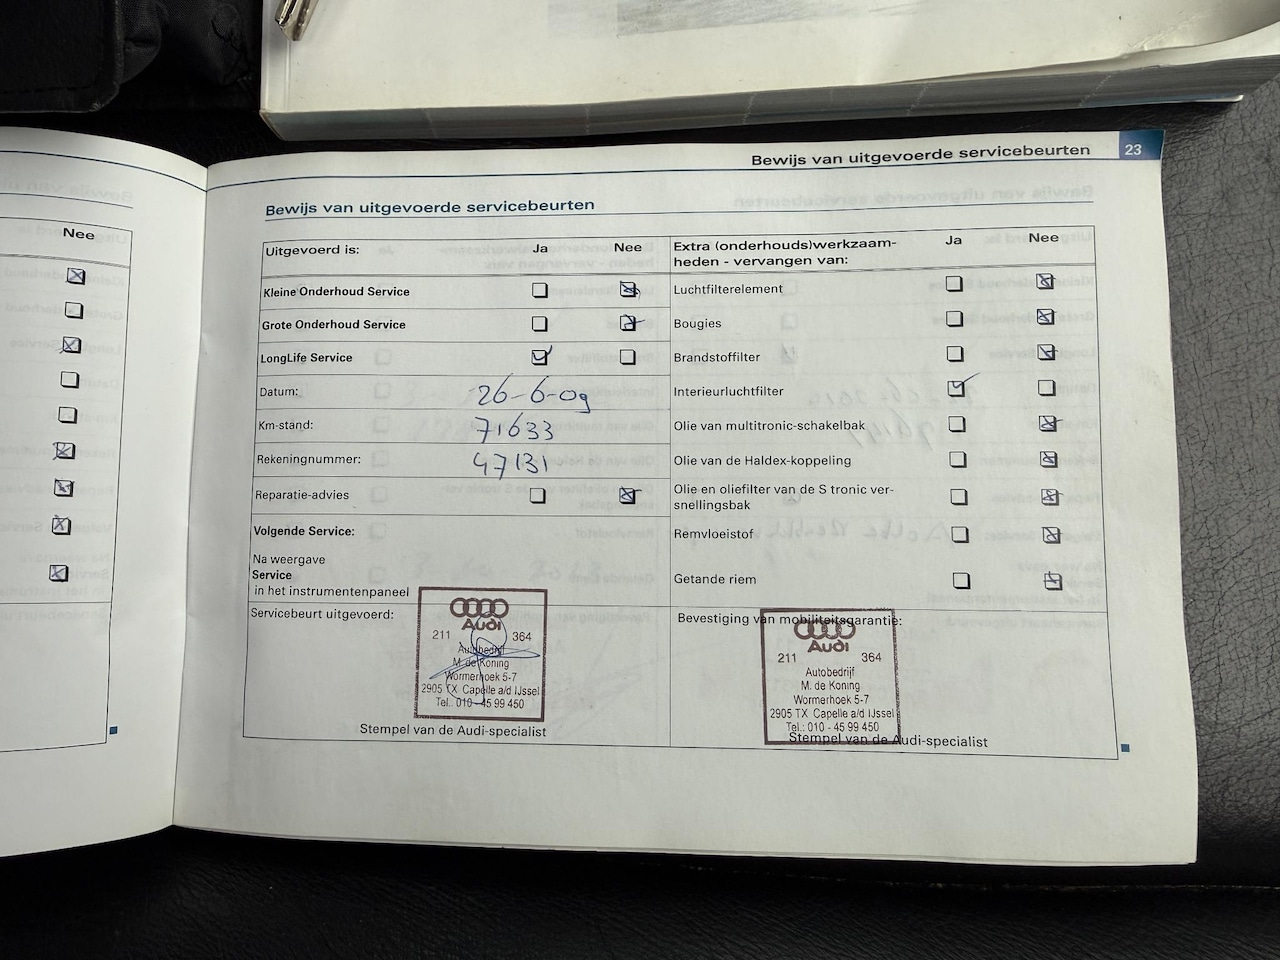 Bewijs van uitgevoerde servicebeurten 23
Nee
Bewijs van uitgevoerde servicebeurten
Uitgevoerd is: Ja Nee
Kleine Onderhoud Service
Grote Onderhoud Service
LongLife Service
Datum: 26-6-09
Km-stand: 71633
Rekeningnummer: 47131
Reparatie-advies
Volgende Service:
Na weergave
Service
in het instrumentenpaneel
Servicebeurt uitgevoerd:
Audi
211 364
Autobedrijf
M. de Koning
Wormerhoek 5-7
2905 TX Capelle a/d IJssel
Tel.: 010 - 45 99 450
Stempel van de Audi-specialist
Extra (onderhouds)werkzaam-
heden - vervangen van: Ja Nee
Luchtfilterelement
Bougies
Brandstoffilter
Interieurluchtfilter
Olie van multitronic-schakelbak
Olie van de Haldex-koppeling
Olie en oliefilter van de S tronic ver-
snellingsbak
Remvloeistof
Getande riem
Bevestiging van mobiliteitsgarantie:
Audi
211 364
Autobedrijf
M. de Koning
Wormerhoek 5-7
2905 TX Capelle a/d IJssel
Tel.: 010 - 45 99 450
Stempel van de Audi-specialist